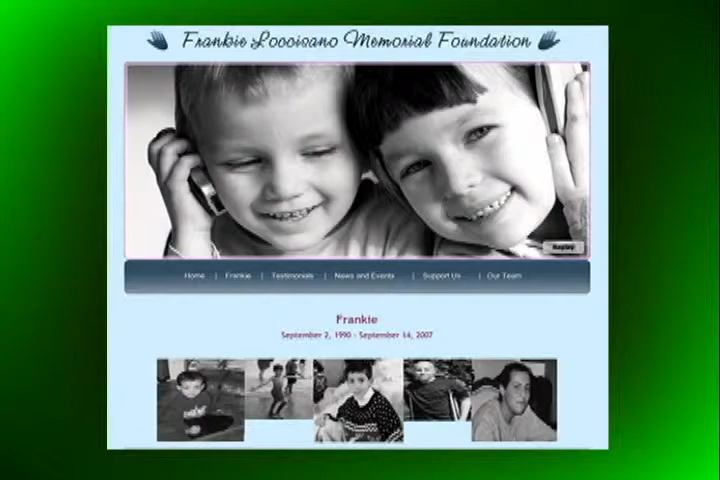 Frankie Loccisano Memorial Foundation
Replay
Home | Frankie | Testimonials | News and Events | Support Us | Our Team
Frankie
September 2, 1990 - September 14, 2007